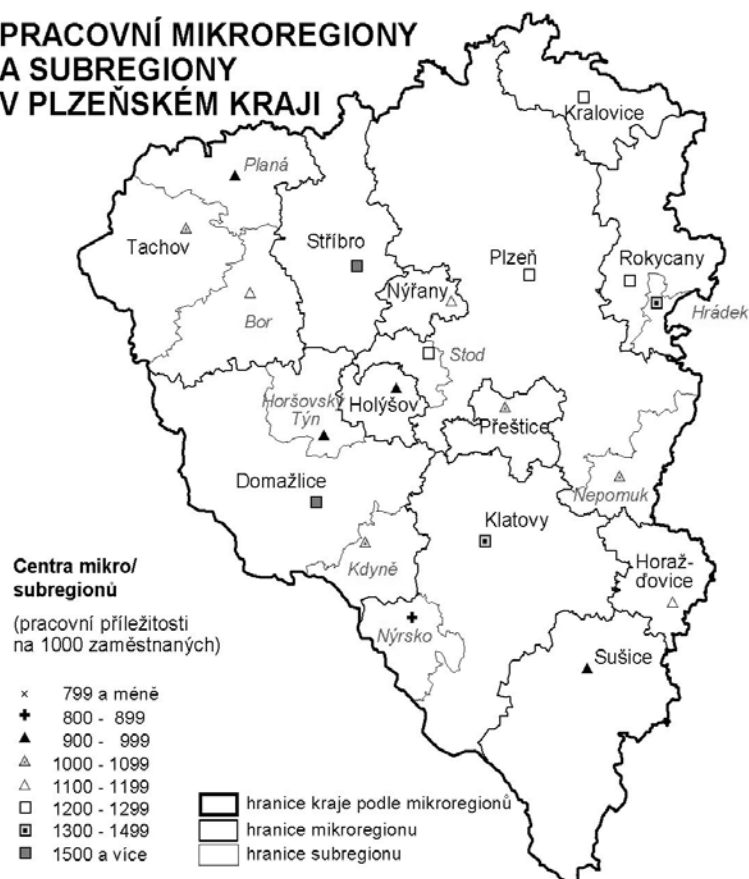 PRACOVNÍ MIKROREGIONY
A SUBREGIONY
V PLZEŇSKÉM KRAJI
Kralovice
Planá
Tachov
Stříbro
Plzeň
Rokycany
Nýřany
Bor
Hrádek
Stod
Horšovský
Týn
Holýšov
Přeštice
Domažlice
Nepomuk
Klatovy
Kdyně
Horaž-
ďovice
Nýrsko
Sušice
Centra mikro/
subregionů
(pracovní příležitosti
na 1000 zaměstnaných)
799 a méně
800 - 899
900 - 999
1000 - 1099
1100 - 1199
1200 - 1299
1300 - 1499
1500 a více
hranice kraje podle mikroregionů
hranice mikroregionu
hranice subregionu